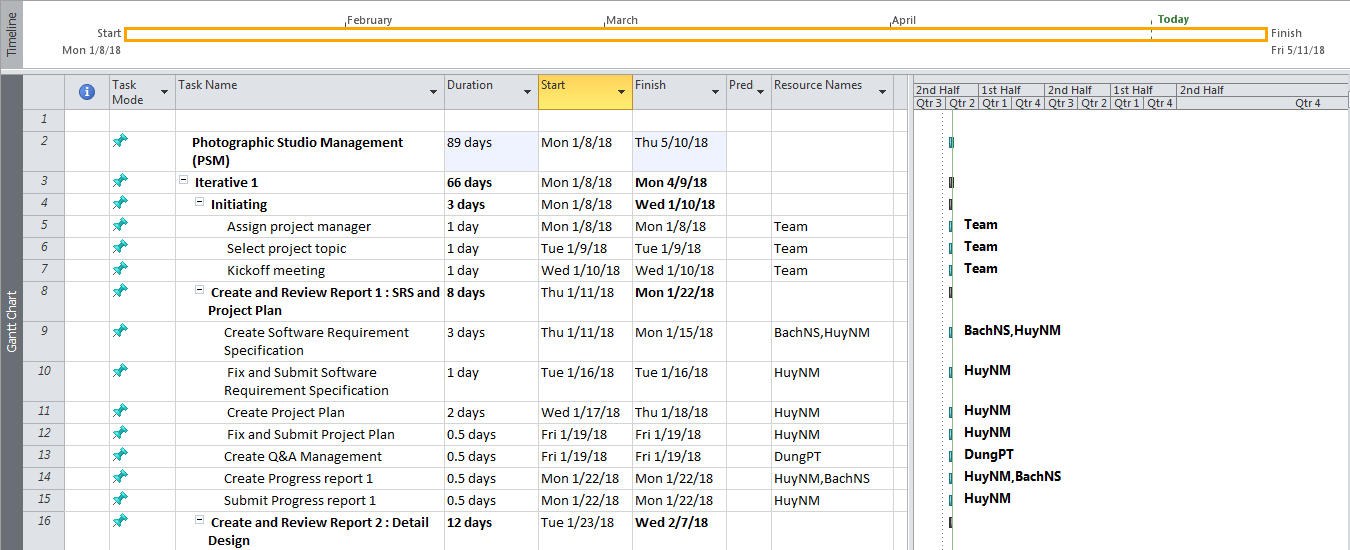 Timeline
February March April Today
Start Finish
Mon 1/8/18 Fri 5/11/18
Gantt Chart
Task Mode Task Name Duration Start Finish Pred Resource Names
2nd Half 1st Half 2nd Half 1st Half 2nd Half
Qtr 3 Qtr 2 Qtr 1 Qtr 4 Qtr 3 Qtr 2 Qtr 1 Qtr 4 Qtr 4
1
2 Photographic Studio Management 89 days Mon 1/8/18 Thu 5/10/18
(PSM)
3 Iterative 1 66 days Mon 1/8/18 Mon 4/9/18
4 Initiating 3 days Mon 1/8/18 Wed 1/10/18
5 Assign project manager 1 day Mon 1/8/18 Mon 1/8/18 Team Team
6 Select project topic 1 day Tue 1/9/18 Tue 1/9/18 Team Team
7 Kickoff meeting 1 day Wed 1/10/18 Wed 1/10/18 Team Team
8 Create and Review Report 1 : SRS and 8 days Thu 1/11/18 Mon 1/22/18
Project Plan
9 Create Software Requirement 3 days Thu 1/11/18 Mon 1/15/18 BachNS,HuyNM BachNS,HuyNM
Specification
10 Fix and Submit Software 1 day Tue 1/16/18 Tue 1/16/18 HuyNM HuyNM
Requirement Specification
11 Create Project Plan 2 days Wed 1/17/18 Thu 1/18/18 HuyNM HuyNM
12 Fix and Submit Project Plan 0.5 days Fri 1/19/18 Fri 1/19/18 HuyNM HuyNM
13 Create Q&A Management 0.5 days Fri 1/19/18 Fri 1/19/18 DungPT DungPT
14 Create Progress report 1 0.5 days Mon 1/22/18 Mon 1/22/18 HuyNM,BachNS HuyNM,BachNS
15 Submit Progress report 1 0.5 days Mon 1/22/18 Mon 1/22/18 HuyNM HuyNM
16 Create and Review Report 2 : Detail 12 days Tue 1/23/18 Wed 2/7/18
Design